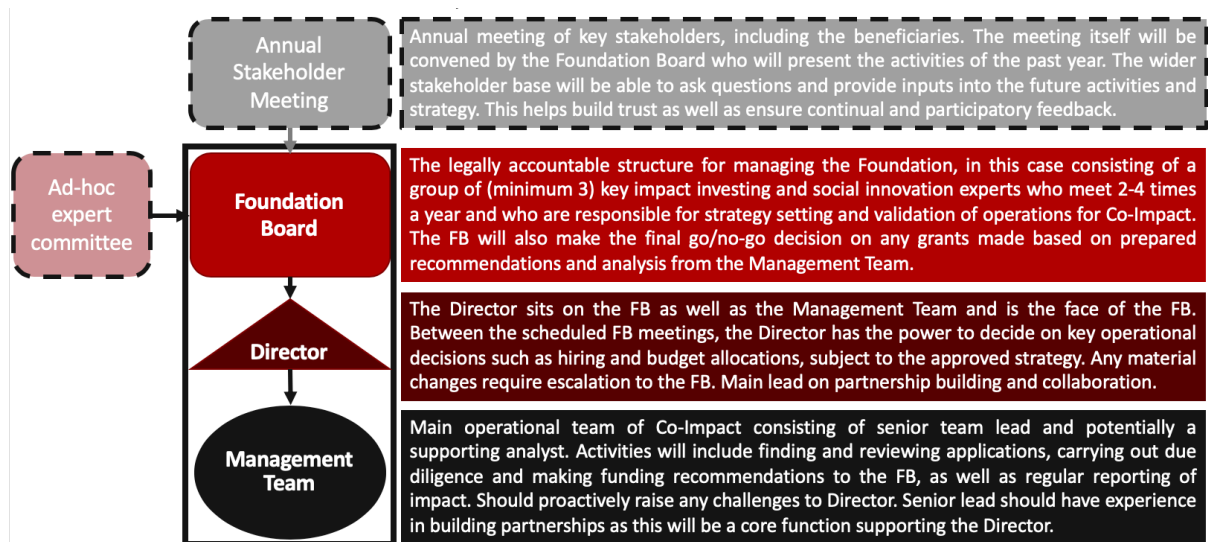 Annual
Stakeholder
Meeting
Annual meeting of key stakeholders, including the beneficiaries. The meeting itself will be
convened by the Foundation Board who will present the activities of the past year. The wider
stakeholder base will be able to ask questions and provide inputs into the future activities and
strategy. This helps build trust as well as ensure continual and participatory feedback.
Ad-hoc
expert
committee
Foundation
Board
The legally accountable structure for managing the Foundation, in this case consisting of a
group of (minimum 3) key impact investing and social innovation experts who meet 2-4 times
a year and who are responsible for strategy setting and validation of operations for Co-Impact.
The FB will also make the final go/no-go decision on any grants made based on prepared
recommendations and analysis from the Management Team.
Director
The Director sits on the FB as well as the Management Team and is the face of the FB.
Between the scheduled FB meetings, the Director has the power to decide on key operational
decisions such as hiring and budget allocations, subject to the approved strategy. Any material
changes require escalation to the FB. Main lead on partnership building and collaboration.
Management
Team
Main operational team of Co-Impact consisting of senior team lead and potentially a
supporting analyst. Activities will include finding and reviewing applications, carrying out due
diligence and making funding recommendations to the FB, as well as regular reporting of
impact. Should proactively raise any challenges to Director. Senior lead should have experience
in building partnerships as this will be a core function supporting the Director.